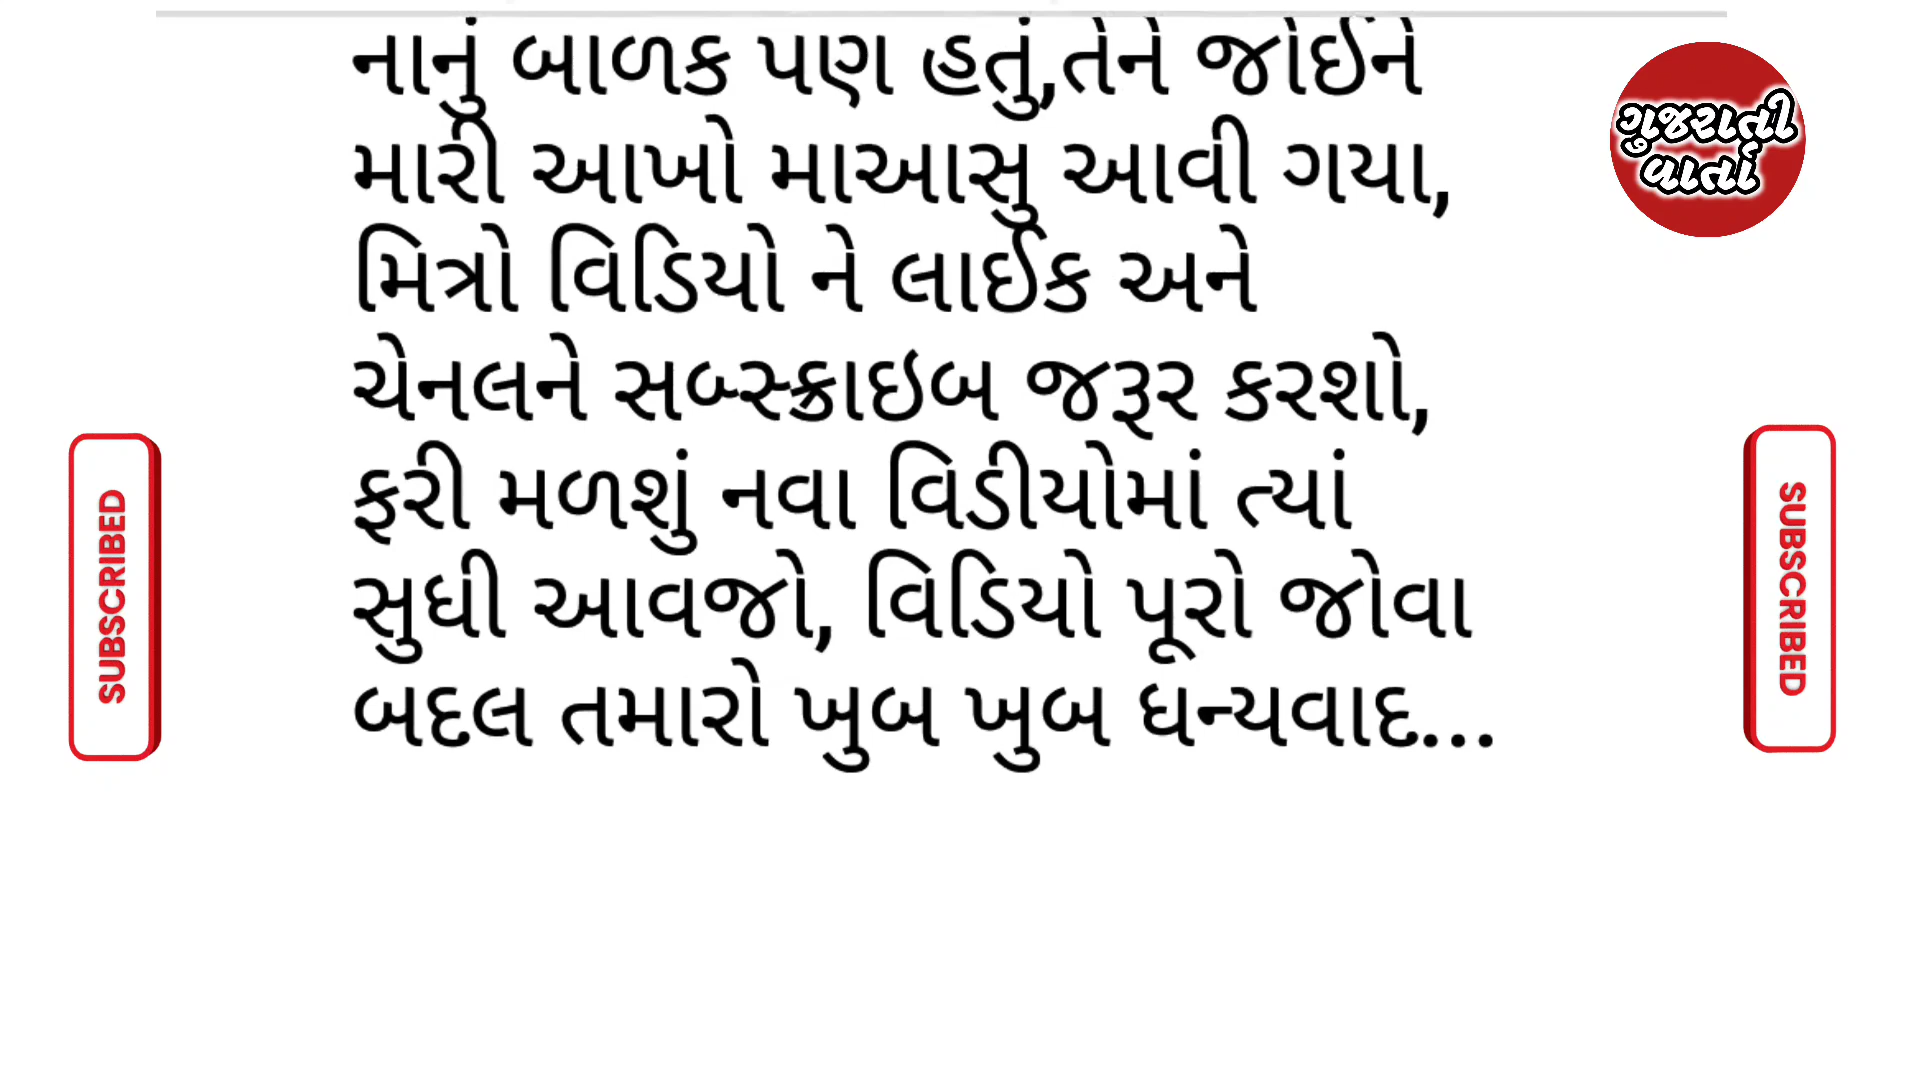 નાનું બાળક પણ હતું,તેને જોઈને
મારી આખો માઆસુ આવી ગયા,
મિત્રો વિડિયો ને લાઈક અને
ચેનલને સબ્સ્ક્રાઇબ જરૂર કરશો,
ફરી મળશું નવા વિડીયોમાં ત્યાં
સુધી આવજો, વિડિયો પૂરો જોવા
બદલ તમારો ખુબ ખુબ ધન્યવાદ...
ગુજરાતી
વાર્તા
SUBSCRIBED
SUBSCRIBED